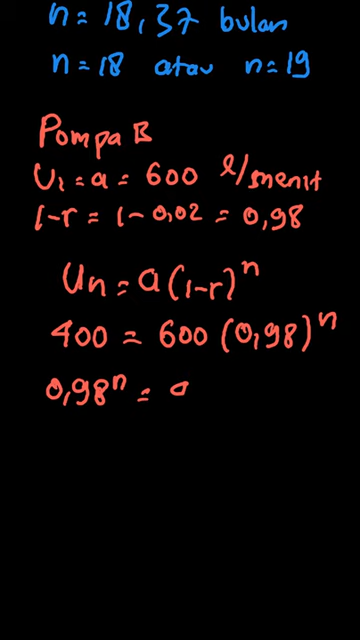 n = 18,37 bulan
n = 18 atau n = 19
Pompa B
U₁ = a = 600 l/menit
1-r = 1 - 0,02 = 0,98
Un = a (1-r)ⁿ
400 = 600 (0,98)ⁿ
0,98ⁿ = 0